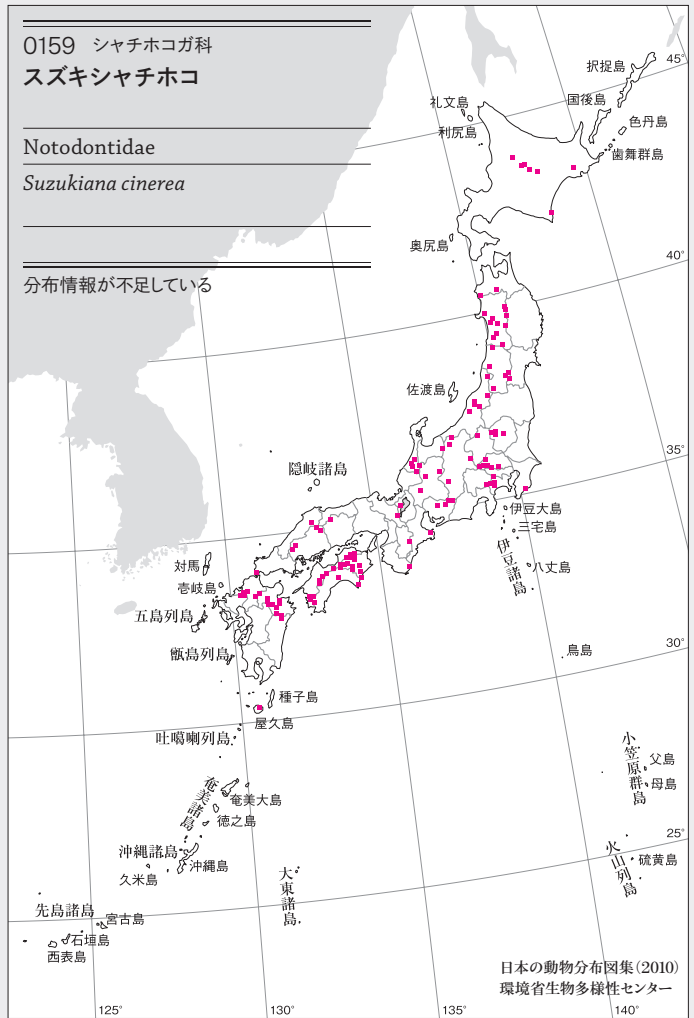 0159 シャチホコガ科
スズキシャチホコ
Notodontidae
Suzukiana cinerea
分布情報が不足している
45°
択捉島
礼文島
国後島
色丹島
利尻島
歯舞群島
奥尻島
40°
佐渡島
35°
隠岐諸島
伊豆大島
三宅島
伊豆諸島
八丈島
対馬
壱岐島
五島列島
甑島列島
鳥島
30°
種子島
屋久島
吐噶喇列島
小笠原群島
父島
母島
奄美諸島
奄美大島
徳之島
25°
沖縄諸島
沖縄島
久米島
火山列島
硫黄島
大東諸島
先島諸島
宮古島
石垣島
西表島
日本の動物分布図集(2010)
環境省生物多様性センター
125°
130°
135°
140°